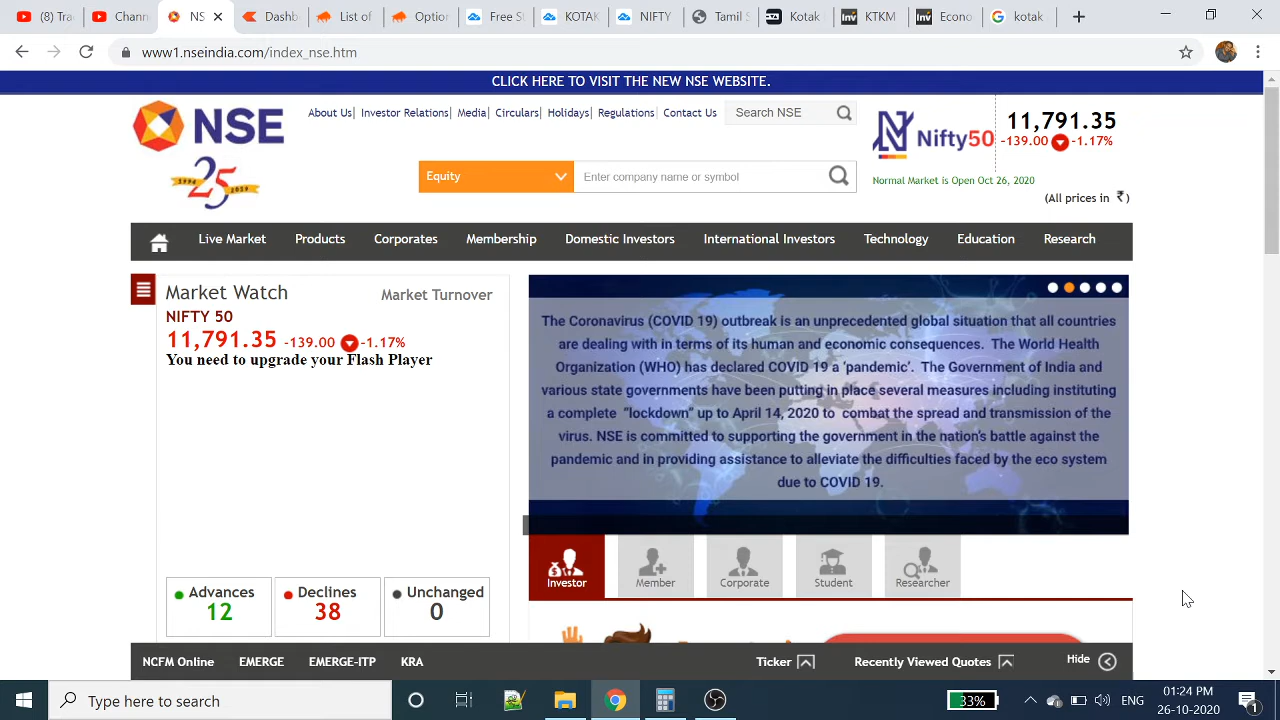 (8) Tra
Chann
NS
Dashb
List of
Optio
Free S
KOTAK
NIFTY
Tamil S
Kotak
Inv KTKM
Inv Econo
kotak
www1.nseindia.com/index_nse.htm
CLICK HERE TO VISIT THE NEW NSE WEBSITE.
NSE
1994 25 2019
About Us| Investor Relations| Media| Circulars| Holidays| Regulations| Contact Us
Search NSE
Equity
Enter company name or symbol
Nifty50
11,791.35
-139.00 -1.17%
Normal Market is Open Oct 26, 2020
(All prices in ₹)
Live Market Products Corporates Membership Domestic Investors International Investors Technology Education Research
Market Watch Market Turnover
NIFTY 50
11,791.35 -139.00 -1.17%
You need to upgrade your Flash Player
Advances 12
Declines 38
Unchanged 0
The Coronavirus (COVID 19) outbreak is an unprecedented global situation that all countries
are dealing with in terms of its human and economic consequences. The World Health
Organization (WHO) has declared COVID 19 a 'pandemic'. The Government of India and
various state governments have been putting in place several measures including instituting
a complete “lockdown” up to April 14, 2020 to combat the spread and transmission of the
virus. NSE is committed to supporting the government in the nation's battle against the
pandemic and in providing assistance to alleviate the difficulties faced by the eco system
due to COVID 19.
Investor Member Corporate Student Researcher
NCFM Online EMERGE EMERGE-ITP KRA Ticker Recently Viewed Quotes Hide
Type here to search
33%
ENG
01:24 PM
26-10-2020
1